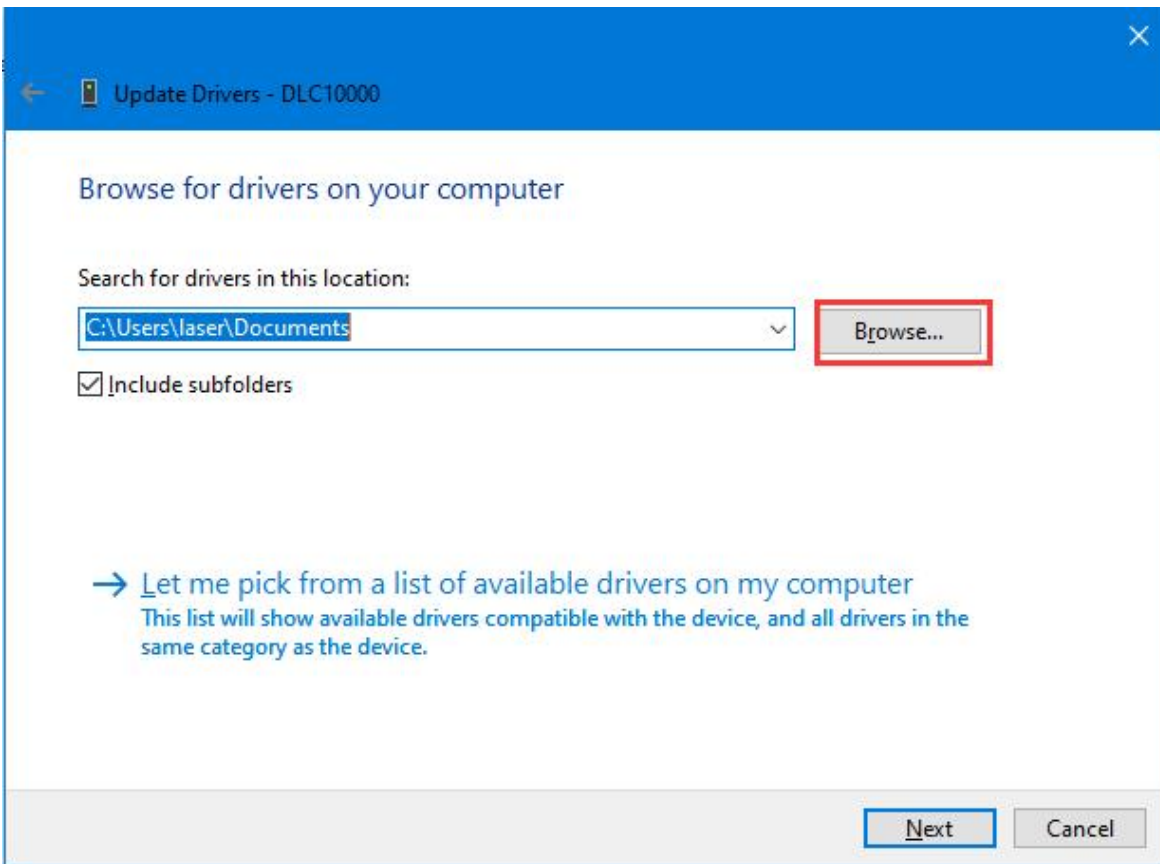 Update Drivers - DLC10000
Browse for drivers on your computer
Search for drivers in this location:
C:\Users\laser\Documents
Browse...
Include subfolders
Let me pick from a list of available drivers on my computer
This list will show available drivers compatible with the device, and all drivers in the
same category as the device.
Next
Cancel